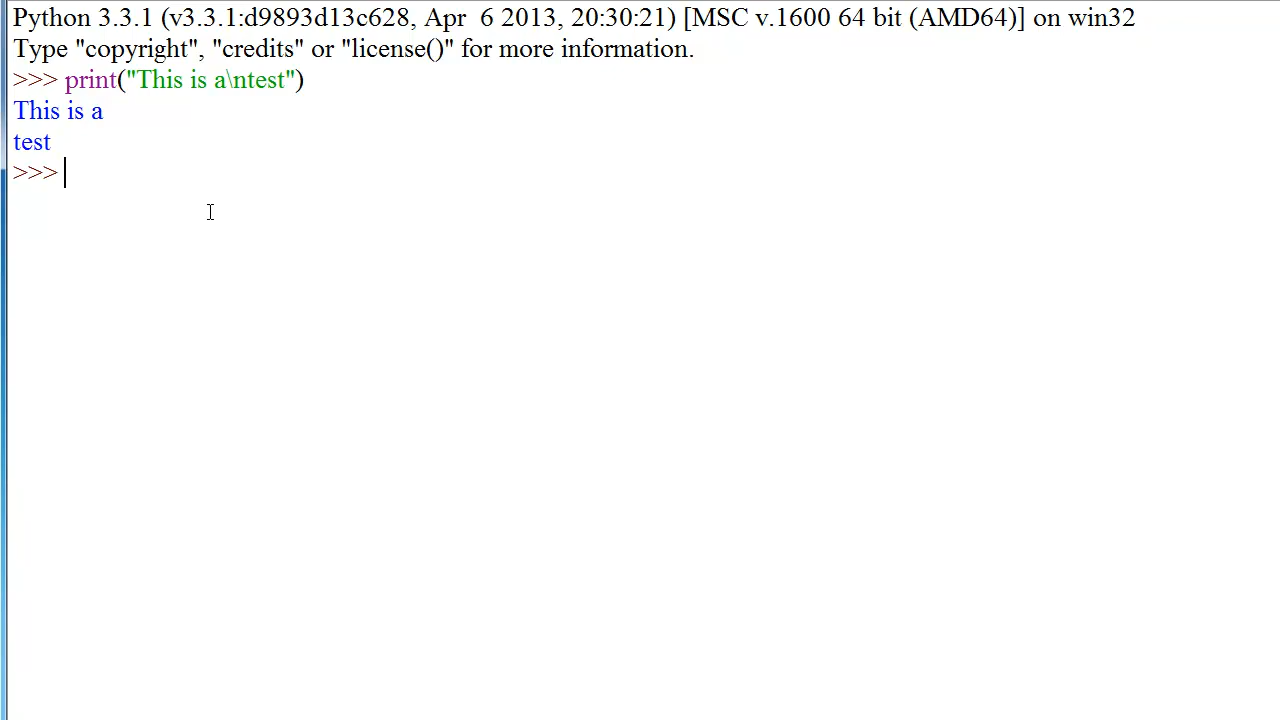 Python 3.3.1 (v3.3.1:d9893d13c628, Apr  6 2013, 20:30:21) [MSC v.1600 64 bit (AMD64)] on win32
Type "copyright", "credits" or "license()" for more information.
>>> print("This is a\ntest")
This is a
test
>>>